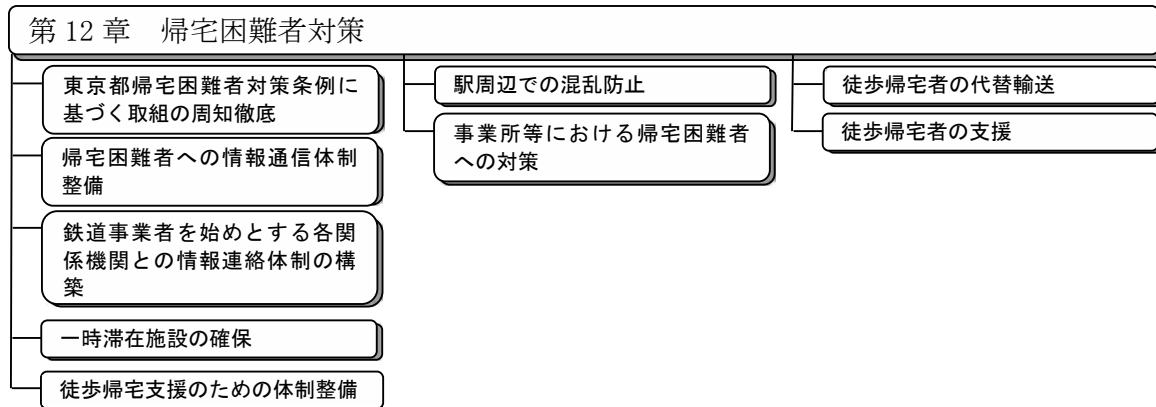 第 12 章　帰宅困難者対策
東京都帰宅困難者対策条例に
基づく取組の周知徹底
帰宅困難者への情報通信体制
整備
鉄道事業者を始めとする各関
係機関との情報連絡体制の構
築
一時滞在施設の確保
徒歩帰宅支援のための体制整備
駅周辺での混乱防止
事業所等における帰宅困難者
への対策
徒歩帰宅者の代替輸送
徒歩帰宅者の支援